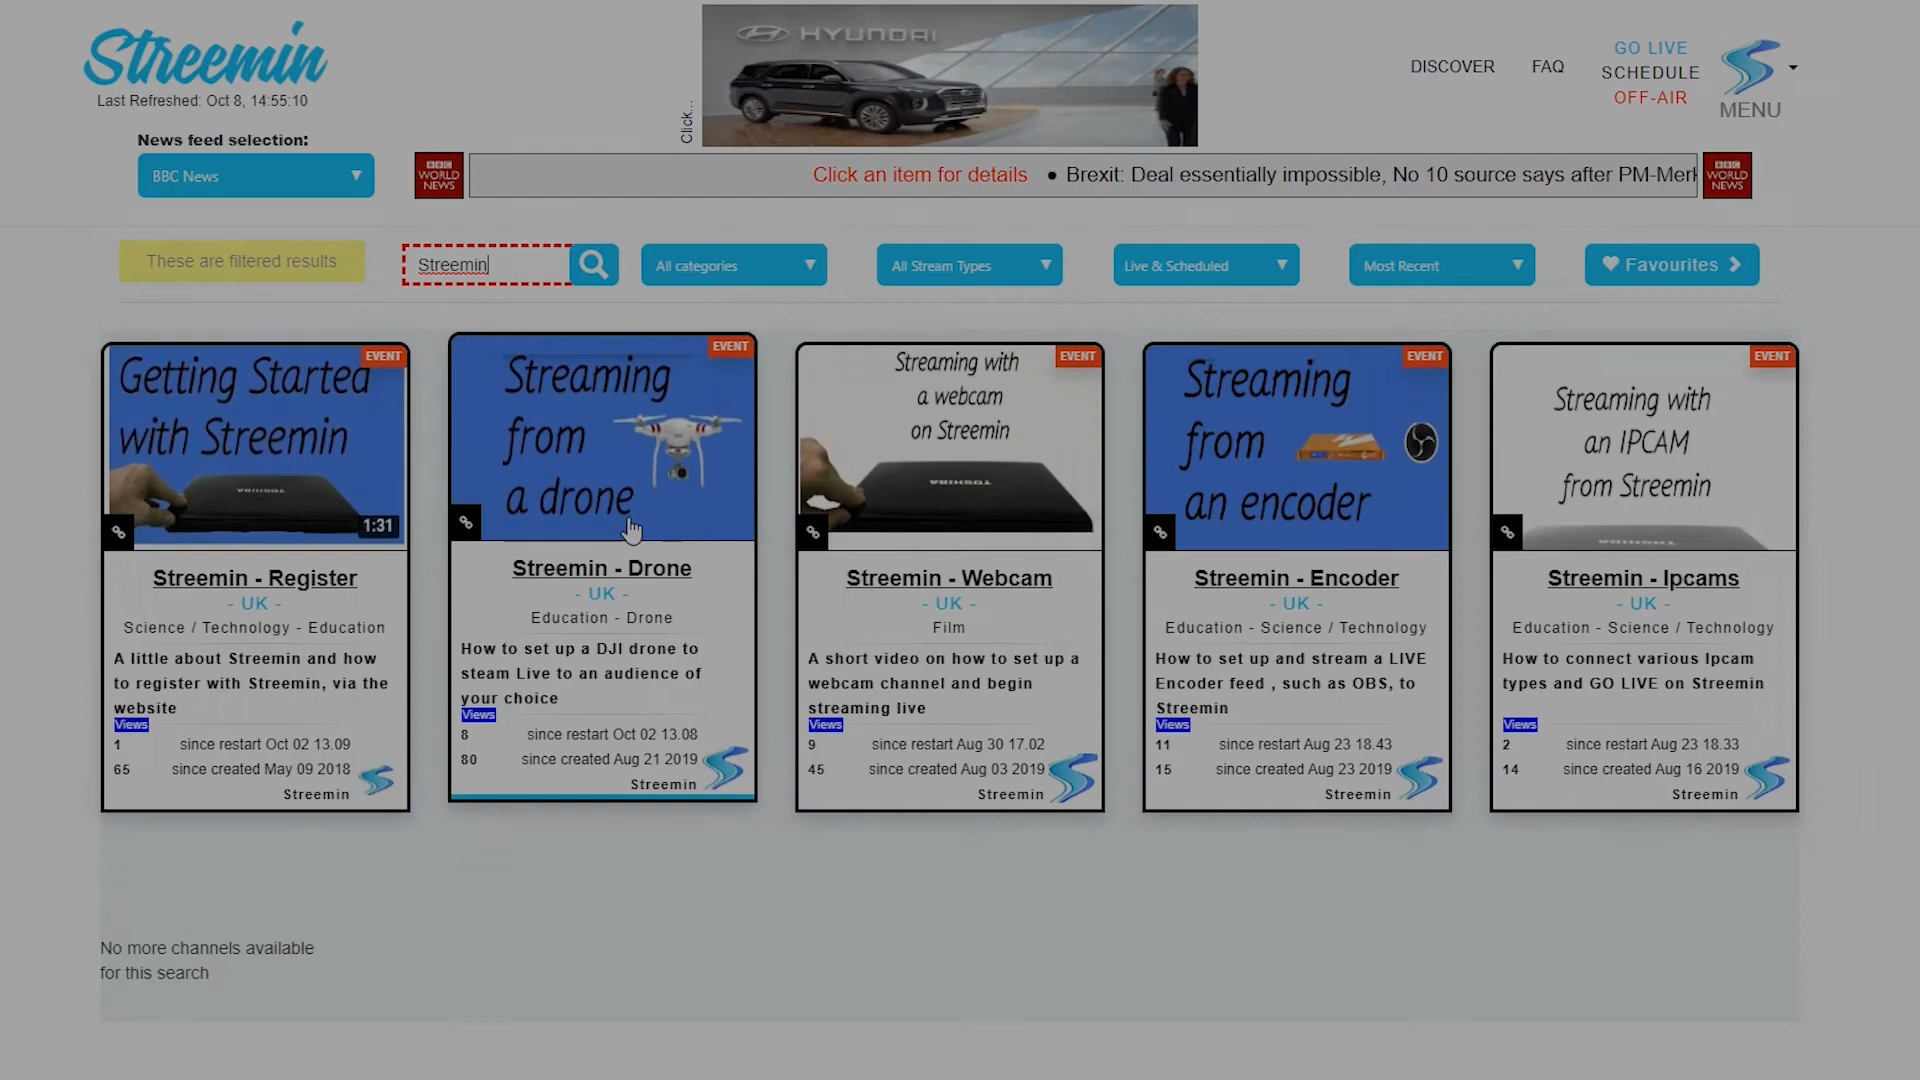 Streemin
Last Refreshed: Oct 8, 14:55:10
Click...
HYUNDAI
DISCOVER
FAQ
GO LIVE
SCHEDULE
OFF-AIR
MENU
News feed selection:
BBC News
BBC
WORLD
NEWS
Click an item for details • Brexit: Deal essentially impossible, No 10 source says after PM-Merk
BBC
WORLD
NEWS
These are filtered results
Streemin
All categories
All Stream Types
Live & Scheduled
Most Recent
Favourites
EVENT
Getting Started
with Streemin
TOSHIBA
1:31
Streemin - Register
- UK -
Science / Technology - Education
A little about Streemin and how
to register with Streemin, via the
website
Views
1 since restart Oct 02 13.09
65 since created May 09 2018
Streemin
EVENT
Streaming
from
a drone
Streemin - Drone
- UK -
Education - Drone
How to set up a DJI drone to
steam Live to an audience of
your choice
Views
8 since restart Oct 02 13.08
80 since created Aug 21 2019
Streemin
EVENT
Streaming with
a webcam
on Streemin
TOSHIBA
Streemin - Webcam
- UK -
Film
A short video on how to set up a
webcam channel and begin
streaming live
Views
9 since restart Aug 30 17.02
45 since created Aug 03 2019
Streemin
EVENT
Streaming
from
an encoder
Streemin - Encoder
- UK -
Education - Science / Technology
How to set up and stream a LIVE
Encoder feed , such as OBS, to
Streemin
Views
11 since restart Aug 23 18.43
15 since created Aug 23 2019
Streemin
EVENT
Streaming with
an IPCAM
from Streemin
TOSHIBA
Streemin - Ipcams
- UK -
Education - Science / Technology
How to connect various Ipcam
types and GO LIVE on Streemin
Views
2 since restart Aug 23 18.33
14 since created Aug 16 2019
Streemin
No more channels available
for this search